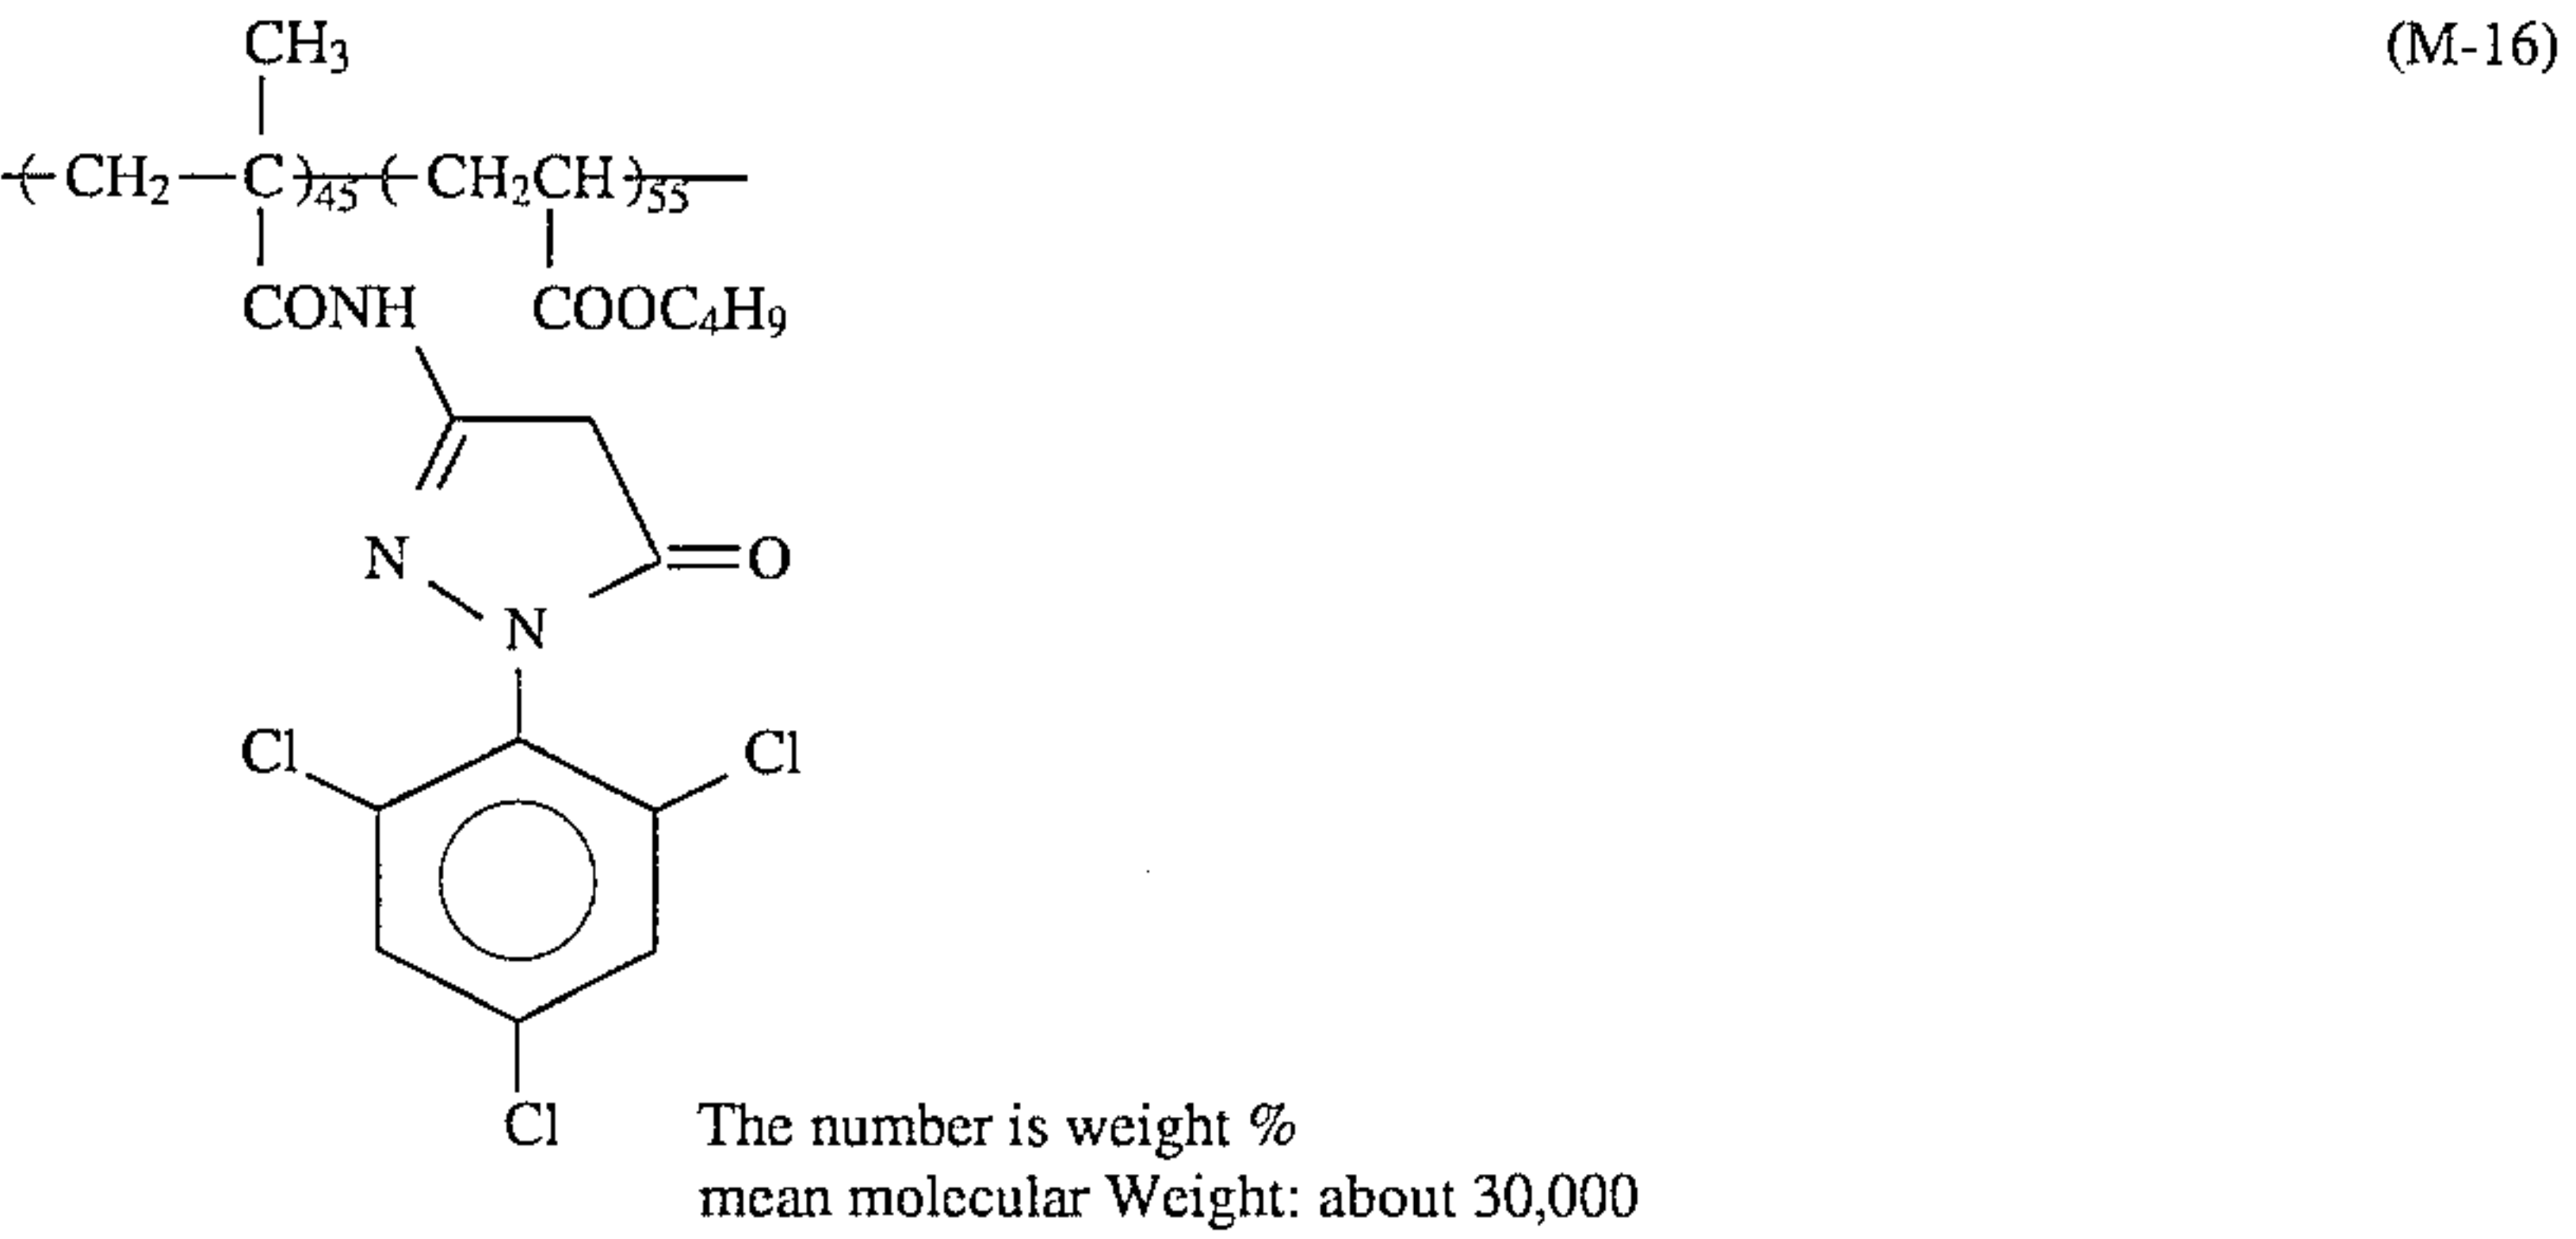 CH3 (M-16)
( CH2 C )45 ( CH2CH )55
CONH COOC4H9
N O
N
Cl Cl
Cl The number is weight %
mean molecular Weight: about 30,000